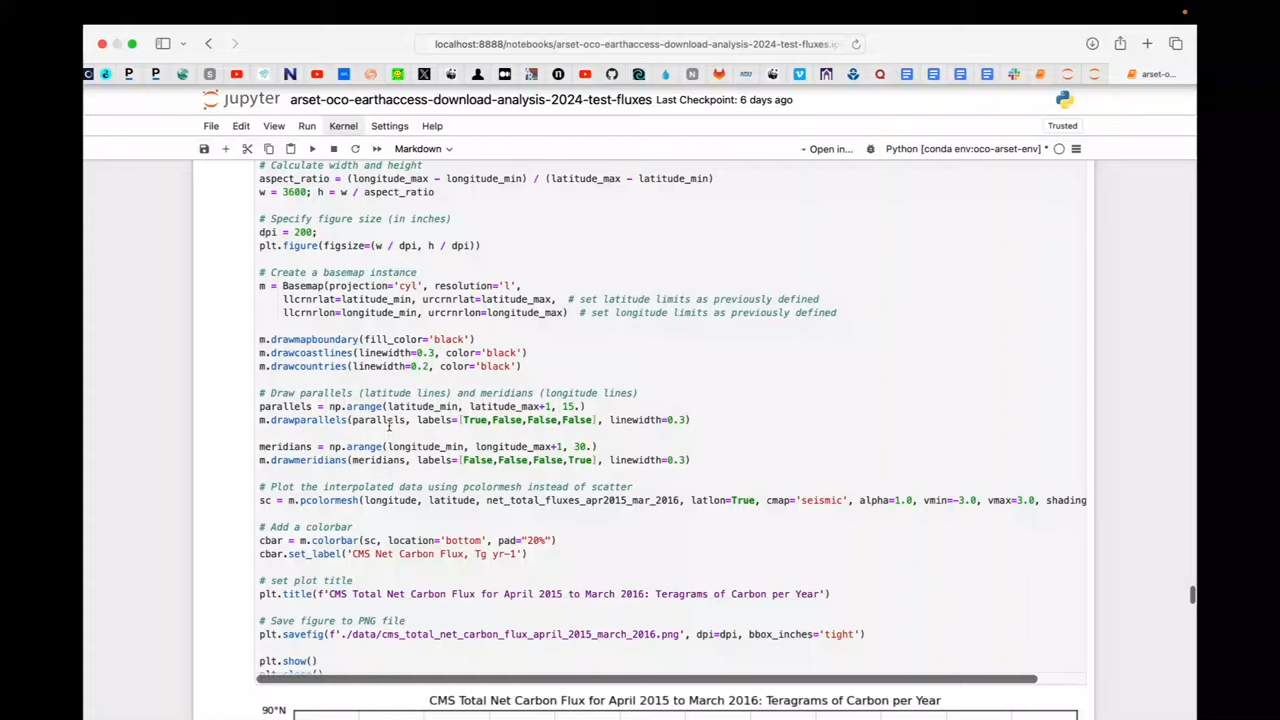 localhost:8888/notebooks/arset-oco-earthaccess-download-analysis-2024-test-fluxes.i
arset-o...
jupyter arset-oco-earthaccess-download-analysis-2024-test-fluxes Last Checkpoint: 6 days ago
File Edit View Run Kernel Settings Help
Trusted
Markdown
Open in...
Python [conda env:oco-arset-env] *
# Calculate width and height
aspect_ratio = (longitude_max - longitude_min) / (latitude_max - latitude_min)
w = 3600; h = w / aspect_ratio
# Specify figure size (in inches)
dpi = 200;
plt.figure(figsize=(w / dpi, h / dpi))
# Create a basemap instance
m = Basemap(projection='cyl', resolution='l',
llcrnrlat=latitude_min, urcrnrlat=latitude_max, # set latitude limits as previously defined
llcrnrlon=longitude_min, urcrnrlon=longitude_max) # set longitude limits as previously defined
m.drawmapboundary(fill_color='black')
m.drawcoastlines(linewidth=0.3, color='black')
m.drawcountries(linewidth=0.2, color='black')
# Draw parallels (latitude lines) and meridians (longitude lines)
parallels = np.arange(latitude_min, latitude_max+1, 15.)
m.drawparallels(parallels, labels=[True,False,False,False], linewidth=0.3)
meridians = np.arange(longitude_min, longitude_max+1, 30.)
m.drawmeridians(meridians, labels=[False,False,False,True], linewidth=0.3)
# Plot the interpolated data using pcolormesh instead of scatter
sc = m.pcolormesh(longitude, latitude, net_total_fluxes_apr2015_mar_2016, latlon=True, cmap='seismic', alpha=1.0, vmin=-3.0, vmax=3.0, shading
# Add a colorbar
cbar = m.colorbar(sc, location='bottom', pad="20%")
cbar.set_label('CMS Net Carbon Flux, Tg yr-1')
# set plot title
plt.title(f'CMS Total Net Carbon Flux for April 2015 to March 2016: Teragrams of Carbon per Year')
# Save figure to PNG file
plt.savefig(f'./data/cms_total_net_carbon_flux_april_2015_march_2016.png', dpi=dpi, bbox_inches='tight')
plt.show()
CMS Total Net Carbon Flux for April 2015 to March 2016: Teragrams of Carbon per Year
90°N